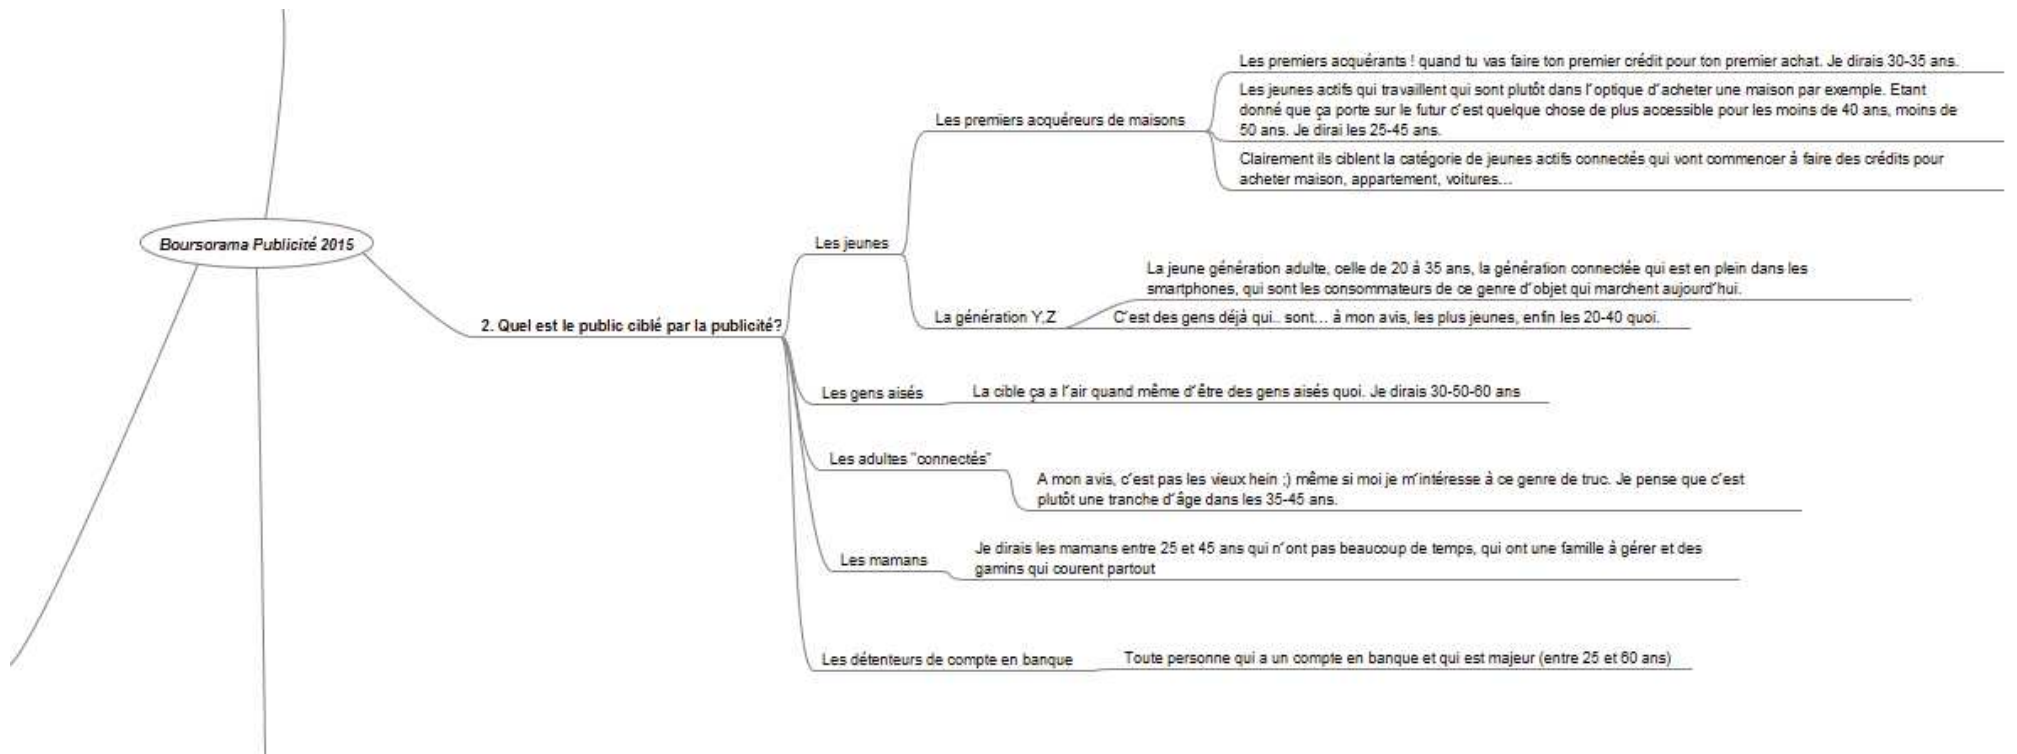 Les premiers acquérants ! quand tu vas faire ton premier crédit pour ton premier achat. Je dirais 30-35 ans.
Les jeunes actifs qui travaillent qui sont plutôt dans l'optique d'acheter une maison par exemple. Etant
donné que ça porte sur le futur c'est quelque chose de plus accessible pour les moins de 40 ans, moins de
50 ans. Je dirai les 25-45 ans.
Les premiers acquéreurs de maisons
Clairement ils ciblent la catégorie de jeunes actifs connectés qui vont commencer à faire des crédits pour
acheter maison, appartement, voitures...
Boursorama Publicité 2015
Les jeunes
La jeune génération adulte, celle de 20 à 35 ans, la génération connectée qui est en plein dans les
smartphones, qui sont les consommateurs de ce genre d'objet qui marchent aujourd'hui.
La génération Y,Z
C'est des gens déjà qui.. sont... à mon avis, les plus jeunes, enfin les 20-40 quoi.
2. Quel est le public ciblé par la publicité?
Les gens aisés
La cible ça a l'air quand même d'être des gens aisés quoi. Je dirais 30-50-60 ans
Les adultes "connectés"
A mon avis, c'est pas les vieux hein ;) même si moi je m'intéresse à ce genre de truc. Je pense que c'est
plutôt une tranche d'âge dans les 35-45 ans.
Les mamans
Je dirais les mamans entre 25 et 45 ans qui n'ont pas beaucoup de temps, qui ont une famille à gérer et des
gamins qui courent partout
Les détenteurs de compte en banque
Toute personne qui a un compte en banque et qui est majeur (entre 25 et 60 ans)